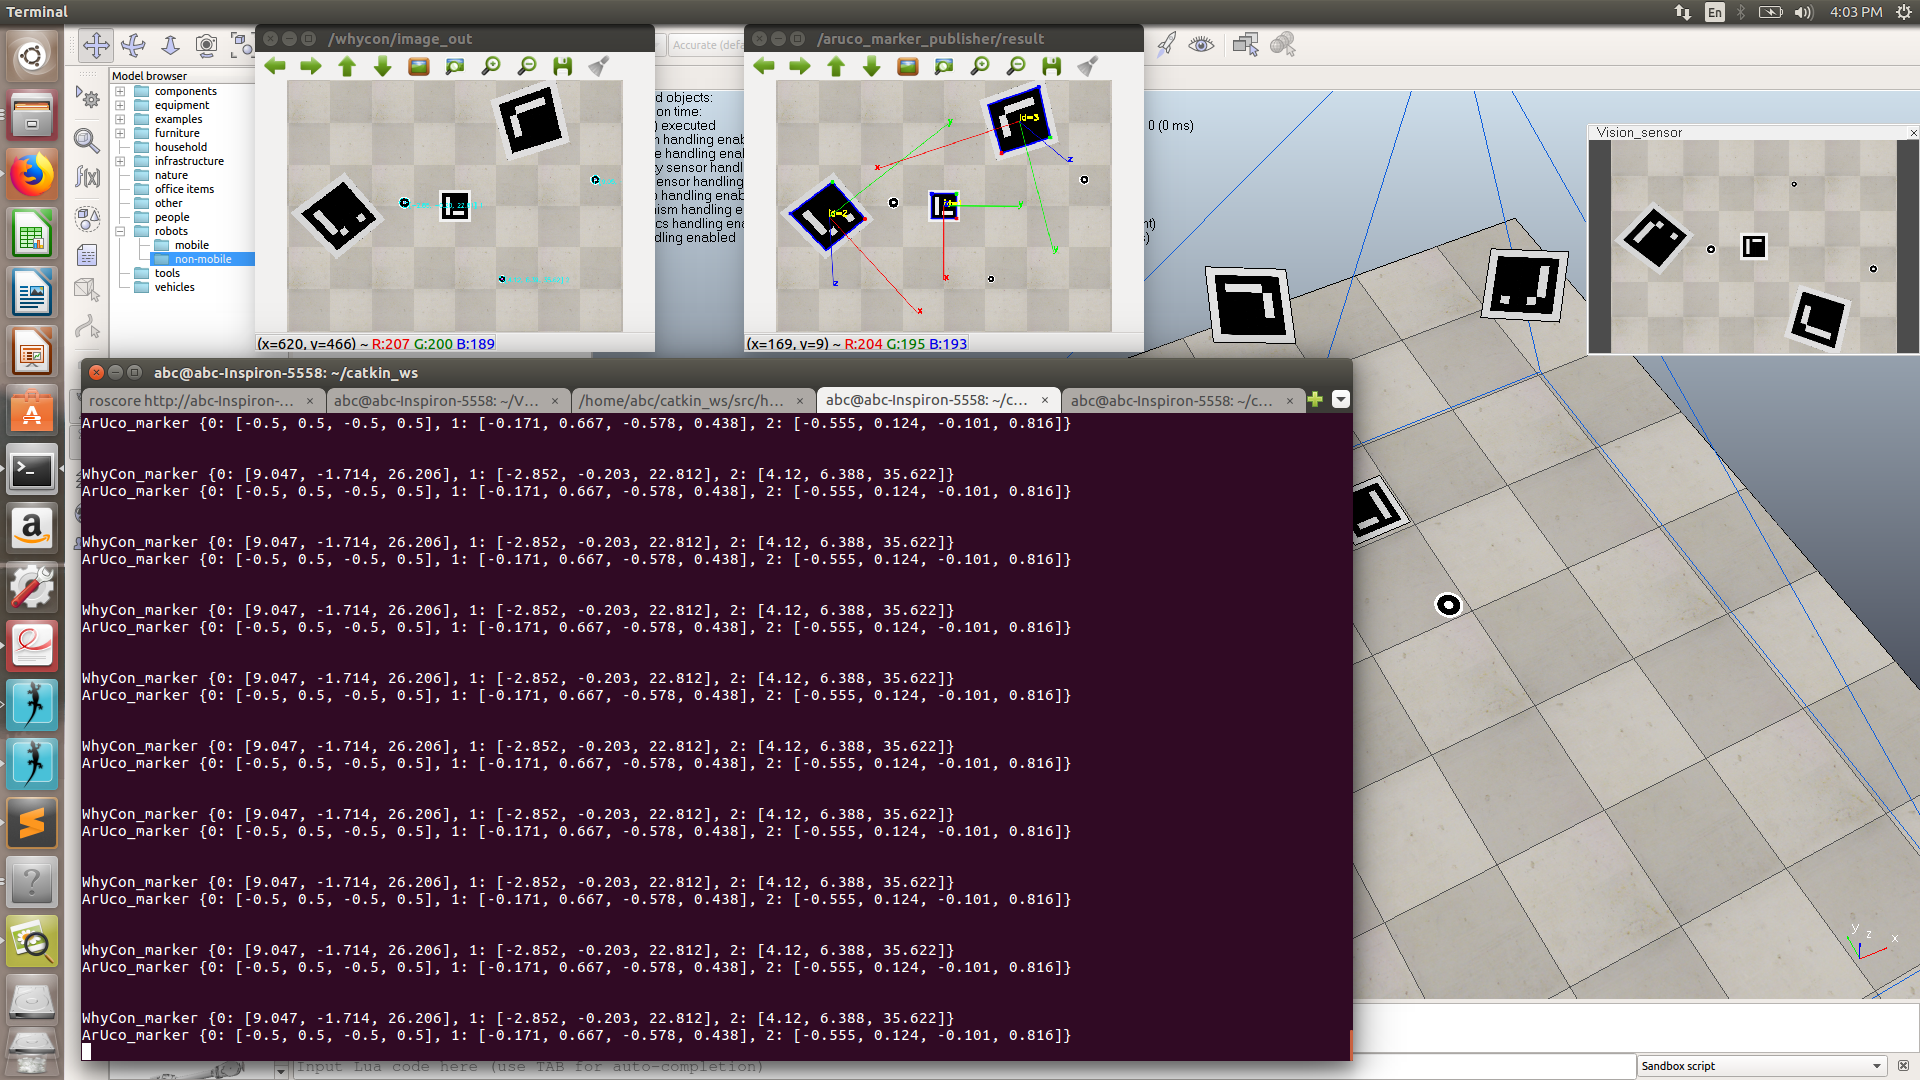 Terminal
En
4:03 PM
/whycon/image_out
/aruco_marker_publisher/result
Accurate (defa
Model browser
components
equipment
examples
furniture
household
infrastructure
nature
office items
other
people
robots
mobile
non-mobile
tools
vehicles
d objects:
on time:
) executed
n handling enab
e handling enal
ty sensor handl
ensor handling
o handling enab
nism handling e
cs handling enab
dling enabled
0 (0 ms)
nt)
Vision_sensor
id=3
id=2
x
y
z
x
y
z
x
y
(x=620, y=466) ~ R:207 G:200 B:189
(x=169, y=9) ~ R:204 G:195 B:193
abc@abc-Inspiron-5558: ~/catkin_ws
roscore http://abc-Inspiron-...
abc@abc-Inspiron-5558: ~/V...
/home/abc/catkin_ws/src/h...
abc@abc-Inspiron-5558: ~/c...
abc@abc-Inspiron-5558: ~/c...
ArUco_marker {0: [-0.5, 0.5, -0.5, 0.5], 1: [-0.171, 0.667, -0.578, 0.438], 2: [-0.555, 0.124, -0.101, 0.816]}
WhyCon_marker {0: [9.047, -1.714, 26.206], 1: [-2.852, -0.203, 22.812], 2: [4.12, 6.388, 35.622]}
ArUco_marker {0: [-0.5, 0.5, -0.5, 0.5], 1: [-0.171, 0.667, -0.578, 0.438], 2: [-0.555, 0.124, -0.101, 0.816]}
WhyCon_marker {0: [9.047, -1.714, 26.206], 1: [-2.852, -0.203, 22.812], 2: [4.12, 6.388, 35.622]}
ArUco_marker {0: [-0.5, 0.5, -0.5, 0.5], 1: [-0.171, 0.667, -0.578, 0.438], 2: [-0.555, 0.124, -0.101, 0.816]}
WhyCon_marker {0: [9.047, -1.714, 26.206], 1: [-2.852, -0.203, 22.812], 2: [4.12, 6.388, 35.622]}
ArUco_marker {0: [-0.5, 0.5, -0.5, 0.5], 1: [-0.171, 0.667, -0.578, 0.438], 2: [-0.555, 0.124, -0.101, 0.816]}
WhyCon_marker {0: [9.047, -1.714, 26.206], 1: [-2.852, -0.203, 22.812], 2: [4.12, 6.388, 35.622]}
ArUco_marker {0: [-0.5, 0.5, -0.5, 0.5], 1: [-0.171, 0.667, -0.578, 0.438], 2: [-0.555, 0.124, -0.101, 0.816]}
WhyCon_marker {0: [9.047, -1.714, 26.206], 1: [-2.852, -0.203, 22.812], 2: [4.12, 6.388, 35.622]}
ArUco_marker {0: [-0.5, 0.5, -0.5, 0.5], 1: [-0.171, 0.667, -0.578, 0.438], 2: [-0.555, 0.124, -0.101, 0.816]}
WhyCon_marker {0: [9.047, -1.714, 26.206], 1: [-2.852, -0.203, 22.812], 2: [4.12, 6.388, 35.622]}
ArUco_marker {0: [-0.5, 0.5, -0.5, 0.5], 1: [-0.171, 0.667, -0.578, 0.438], 2: [-0.555, 0.124, -0.101, 0.816]}
WhyCon_marker {0: [9.047, -1.714, 26.206], 1: [-2.852, -0.203, 22.812], 2: [4.12, 6.388, 35.622]}
ArUco_marker {0: [-0.5, 0.5, -0.5, 0.5], 1: [-0.171, 0.667, -0.578, 0.438], 2: [-0.555, 0.124, -0.101, 0.816]}
WhyCon_marker {0: [9.047, -1.714, 26.206], 1: [-2.852, -0.203, 22.812], 2: [4.12, 6.388, 35.622]}
ArUco_marker {0: [-0.5, 0.5, -0.5, 0.5], 1: [-0.171, 0.667, -0.578, 0.438], 2: [-0.555, 0.124, -0.101, 0.816]}
WhyCon_marker {0: [9.047, -1.714, 26.206], 1: [-2.852, -0.203, 22.812], 2: [4.12, 6.388, 35.622]}
ArUco_marker {0: [-0.5, 0.5, -0.5, 0.5], 1: [-0.171, 0.667, -0.578, 0.438], 2: [-0.555, 0.124, -0.101, 0.816]}
y z x
Input Lua code here (use TAB for auto-completion)
Sandbox script